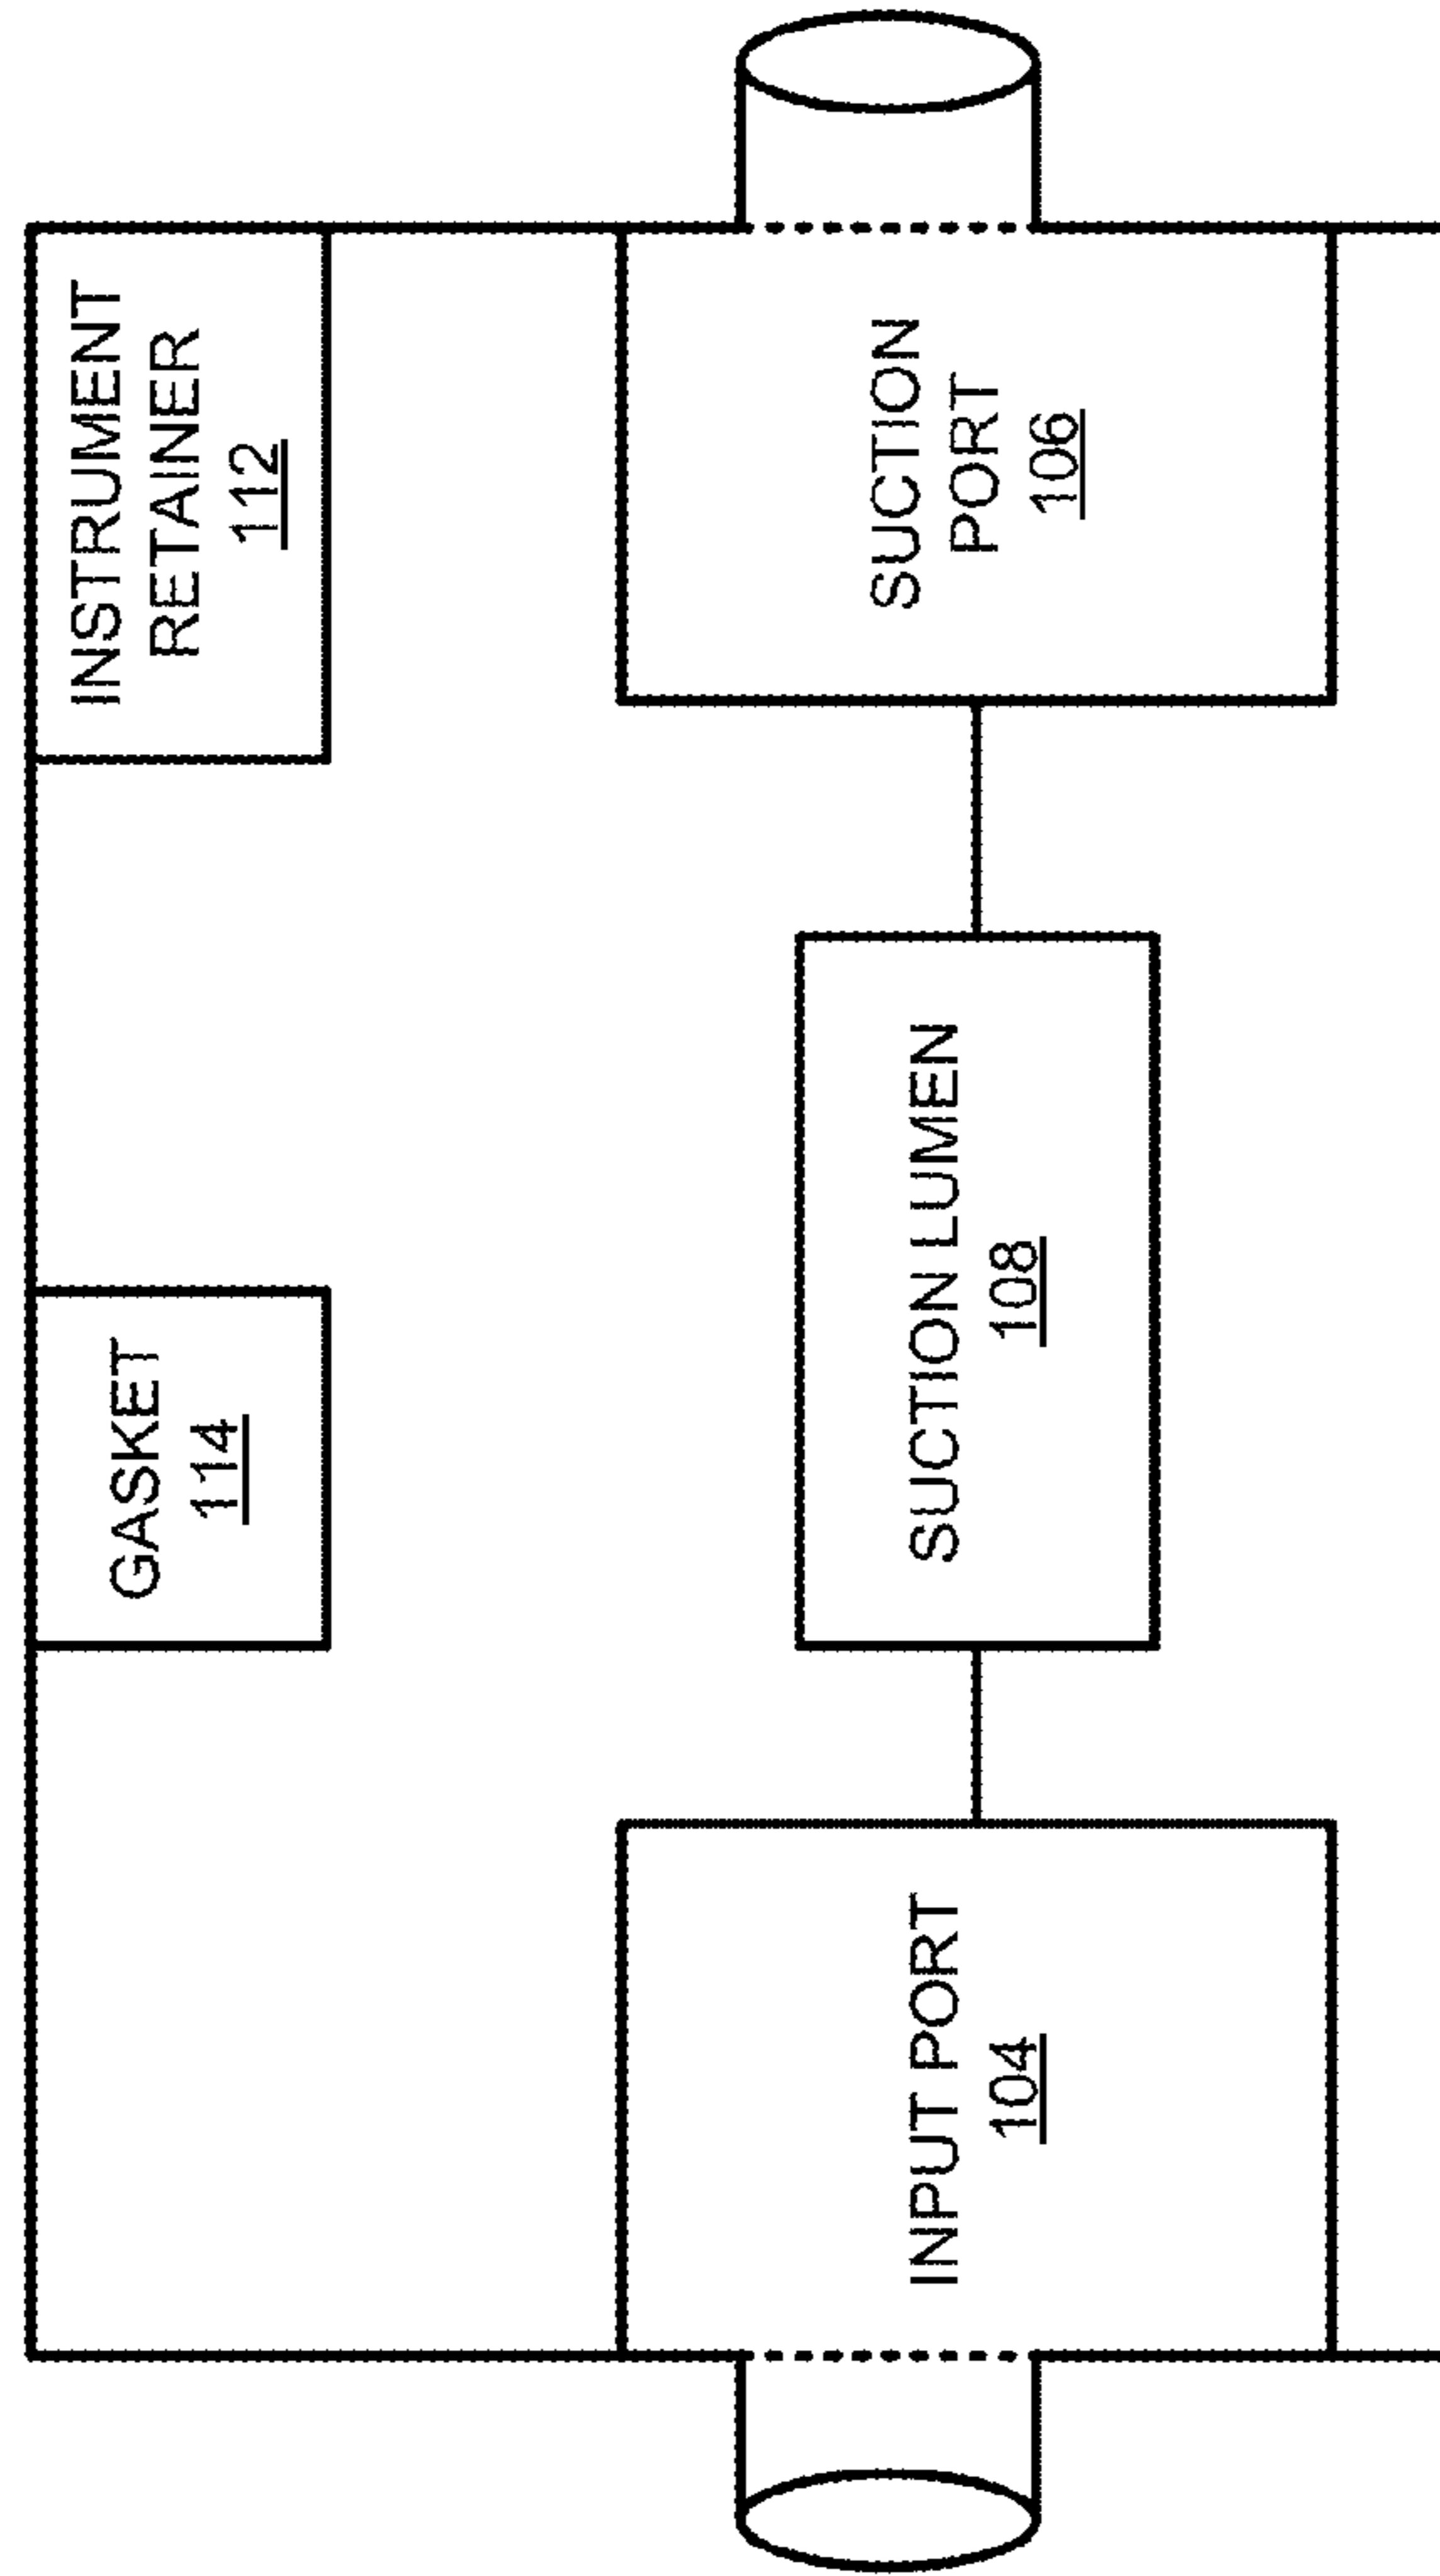 INSTRUMENT
RETAINER
112
GASKET
114
SUCTION
PORT
106
SUCTION LUMEN
108
INPUT PORT
104